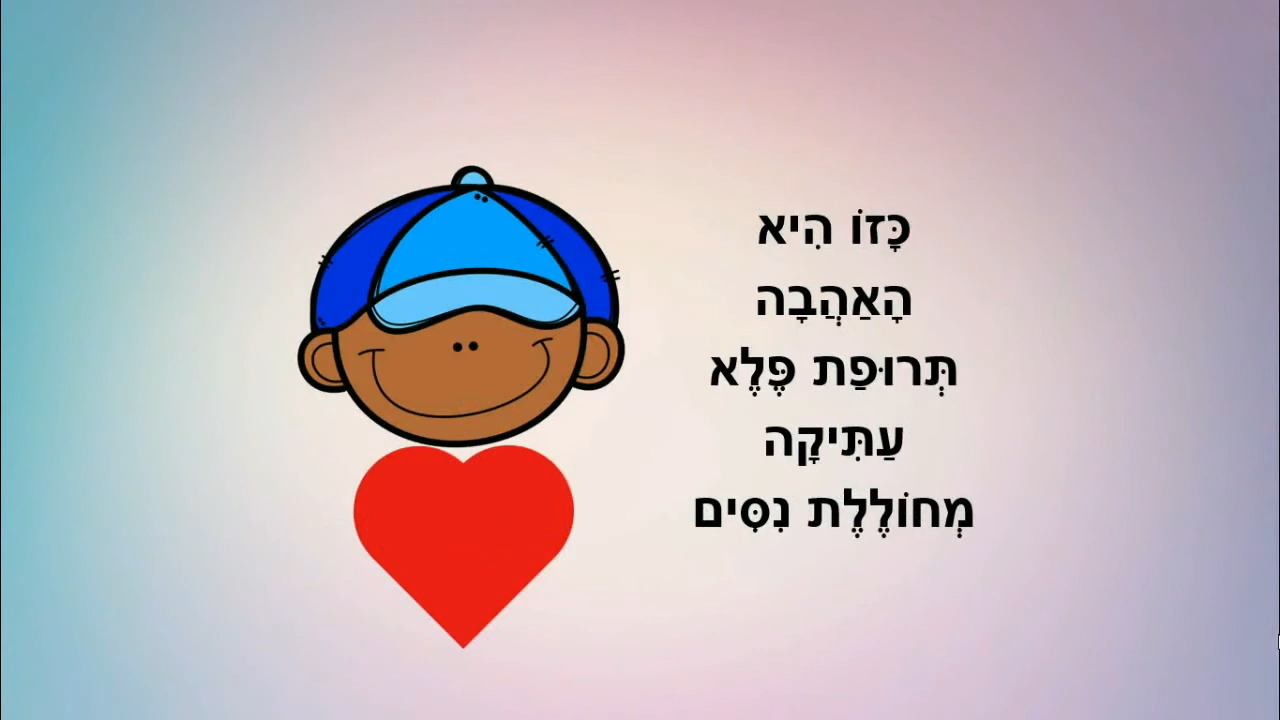 כָּזוֹ הִיא
הָאַהֲבָה
תְּרוּפַת פֶּלֶא
עַתִּיקָה
מְחוֹלֶלֶת נִסִּים